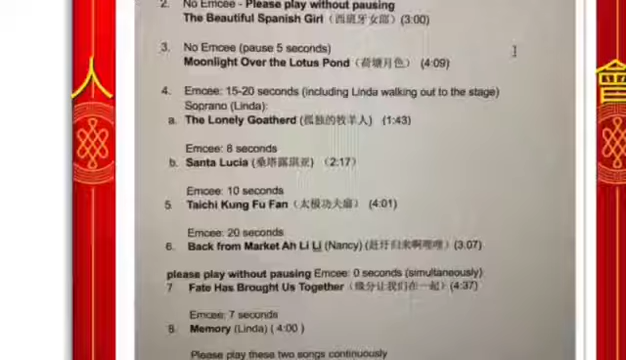 2. No Emcee - Please play without pausing
The Beautiful Spanish Girl (西班牙女郎) (3:00)
3. No Emcee (pause 5 seconds)
Moonlight Over the Lotus Pond (荷塘月色) (4:09)
4. Emcee: 15-20 seconds (including Linda walking out to the stage)
Soprano (Linda):
a. The Lonely Goatherd (孤独的牧羊人) (1:43)
Emcee: 8 seconds
b. Santa Lucia (桑塔露琪亚) (2:17)
Emcee: 10 seconds
5 Taichi Kung Fu Fan (太极功夫扇) (4:01)
Emcee: 20 seconds
6. Back from Market Ah Li Li (Nancy) (赶圩归来啊哩哩) (3.07)
please play without pausing Emcee: 0 seconds (simultaneously)
7 Fate Has Brought Us Together (缘分让我们在一起) (4:37)
Emcee: 7 seconds
8. Memory (Linda) ( 4:00 )
Please play these two songs continuously
人
會